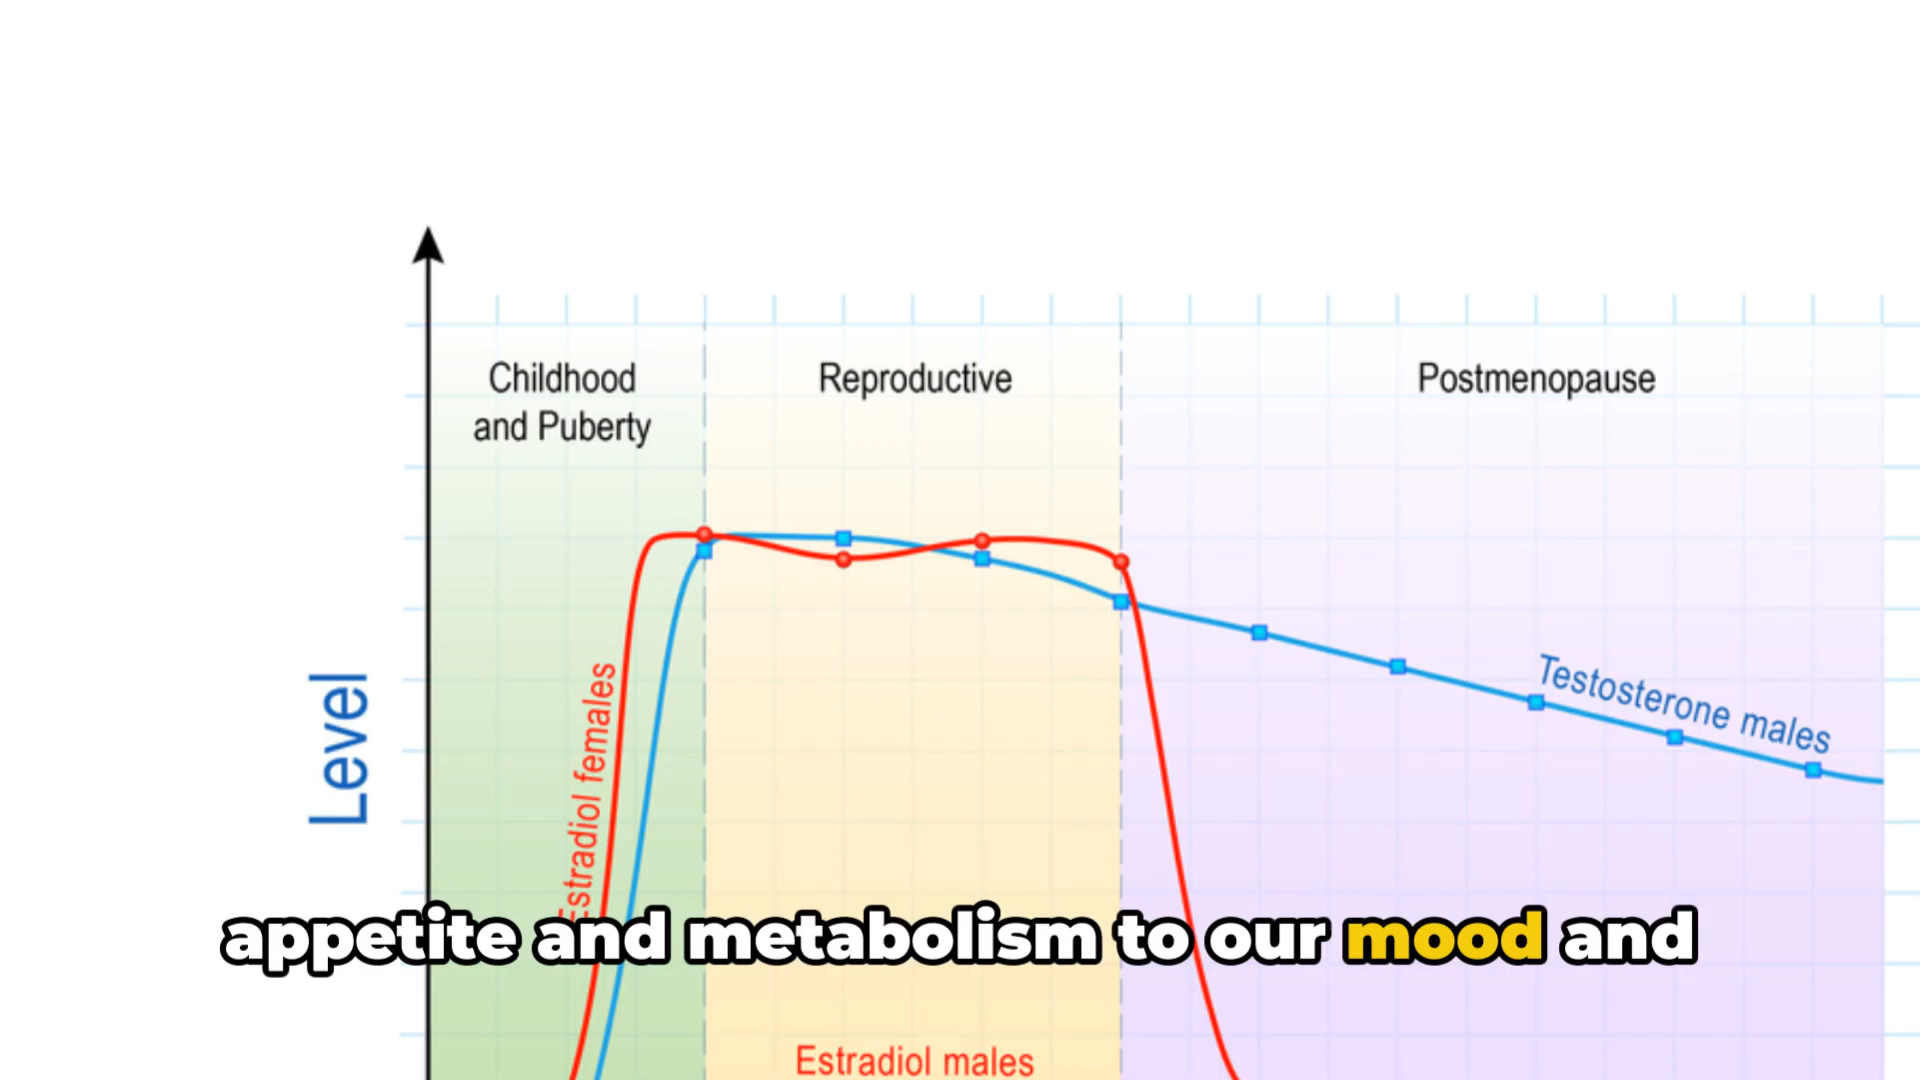 Childhood
and Puberty
Reproductive
Postmenopause
Level
Estradiol females
Testosterone males
appetite and metabolism to our mood and
Estradiol males